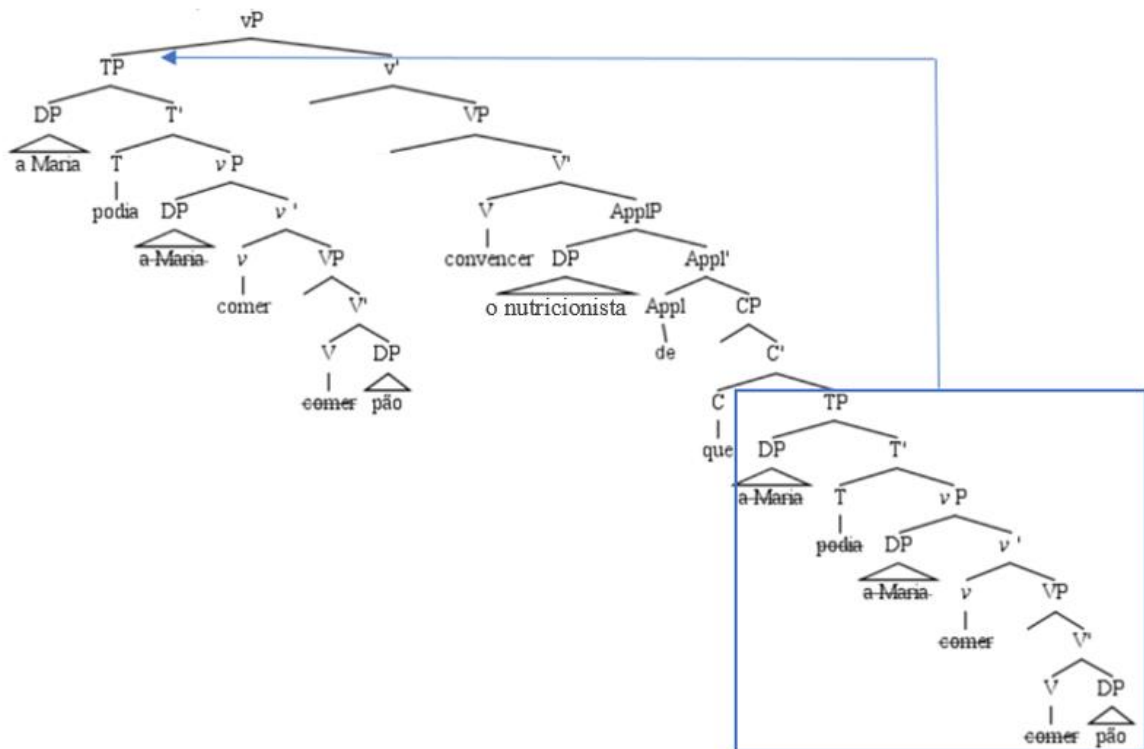 vP
TP v'
DP T' VP
a Maria T vP V'
podia DP v' V ApplP
a Maria v VP convencer DP Appl'
comer V' o nutricionista Appl CP
V DP de C'
comer pão C TP
que DP T'
a Maria T vP
podia DP v'
a Maria v VP
comer V'
V DP
comer pão